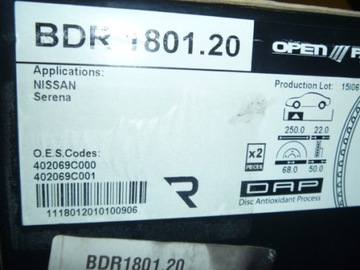 BDR 1801.20
OPEN
Applications:
NISSAN
Serena
Production Lot: 15I06
250.0 22.0
x2
PIECES
68.0 50.0
O.E.S.Codes:
402069C000
402069C001
R
DAP
Disc Antioxidant Process
1118012010100906
BDR1801.20